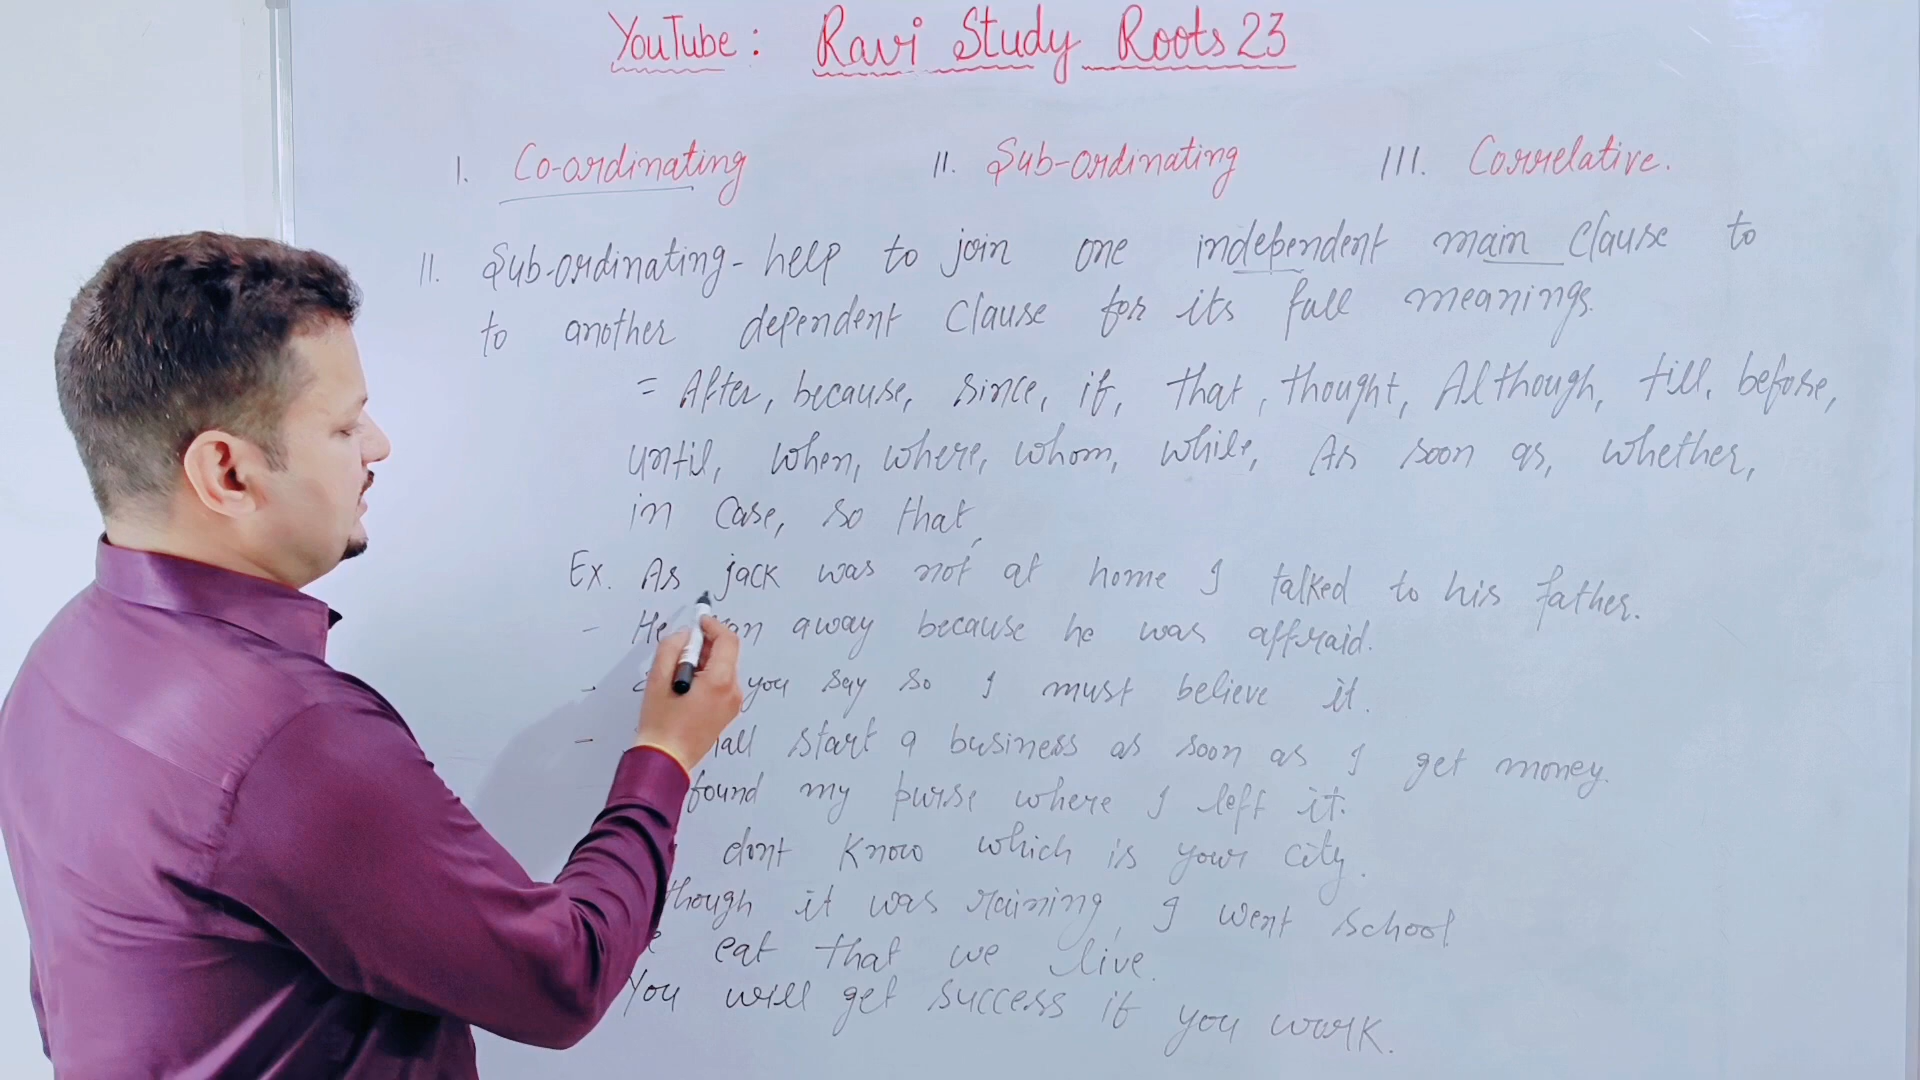 YouTube: Ravi Study Roots 23
I. Co-ordinating II. Sub-ordinating III. Correlative.
II. Sub-ordinating - help to join one independent main Clause to
to another dependent Clause for its full meanings.
= After, because, since, if, that, thought, Although, till, before,
until, when, where, whom, while, As soon as, whether,
in Case, so that,
Ex. As jack was not at home I talked to his father.
- He away because he was affraid.
- you say so I must believe it.
- start a business as soon as I get money.
found my purse where I left it.
dont know which is your city.
though it was raining, I went school
eat that we live.
You will get success if you work.